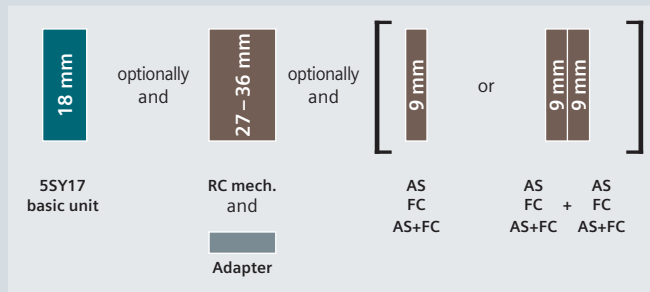 18 mm
optionally
and
27 – 36 mm
optionally
and
9 mm
or
9 mm
9 mm
5SY17
basic unit
RC mech.
and
Adapter
AS
FC
AS+FC
AS AS
FC + FC
AS+FC AS+FC